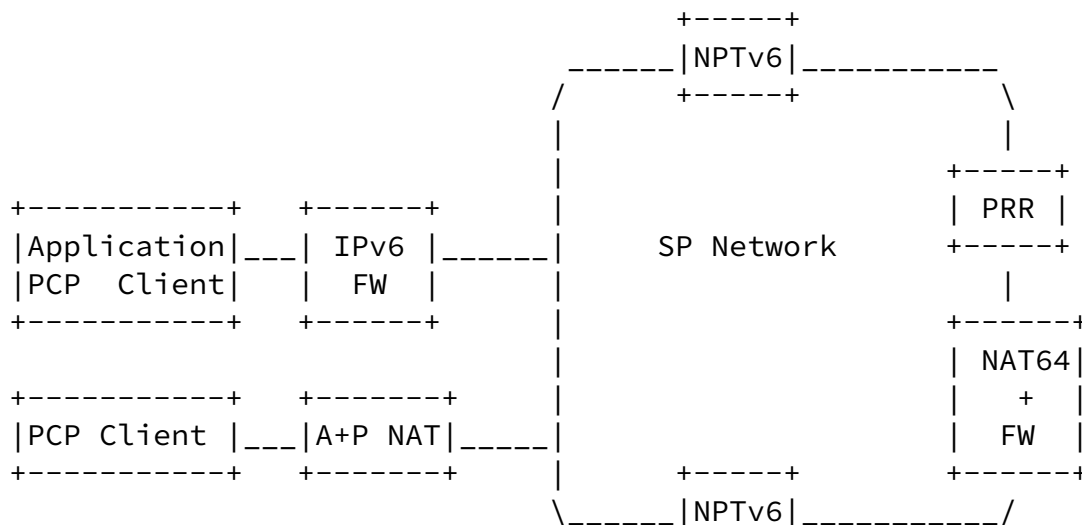 NPTv6
PRR
Application IPv6 SP Network
PCP Client FW
NAT64
+
PCP Client A+P NAT FW
NPTv6